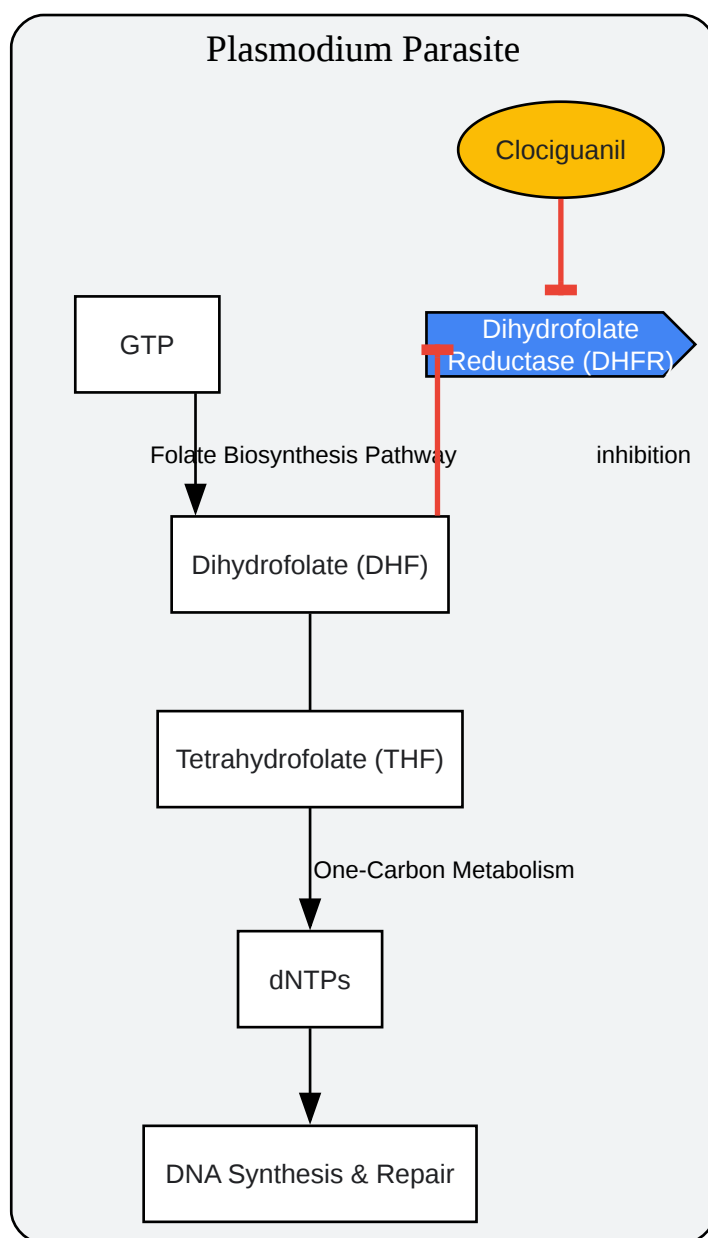 Plasmodium Parasite
Clociguanil
GTP
Dihydrofolate
Reductase (DHFR)
Folate Biosynthesis Pathway
inhibition
Dihydrofolate (DHF)
Tetrahydrofolate (THF)
One-Carbon Metabolism
dNTPs
DNA Synthesis & Repair